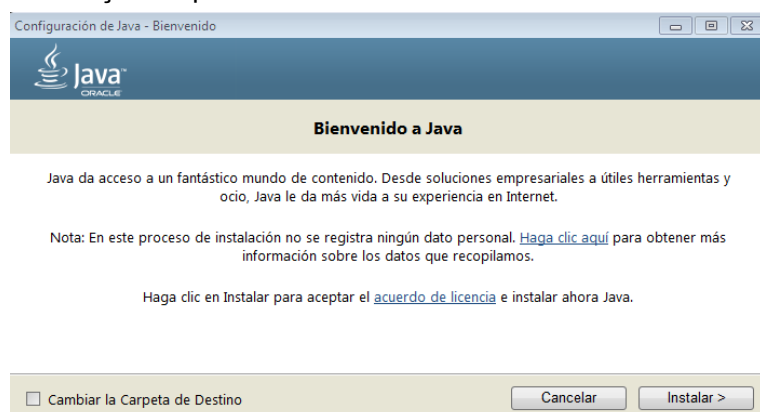 Configuración de Java - Bienvenido
Java™
ORACLE
Bienvenido a Java
Java da acceso a un fantástico mundo de contenido. Desde soluciones empresariales a útiles herramientas y
ocio, Java le da más vida a su experiencia en Internet.
Nota: En este proceso de instalación no se registra ningún dato personal. Haga clic aquí para obtener más
información sobre los datos que recopilamos.
Haga clic en Instalar para aceptar el acuerdo de licencia e instalar ahora Java.
Cambiar la Carpeta de Destino
Cancelar
Instalar >